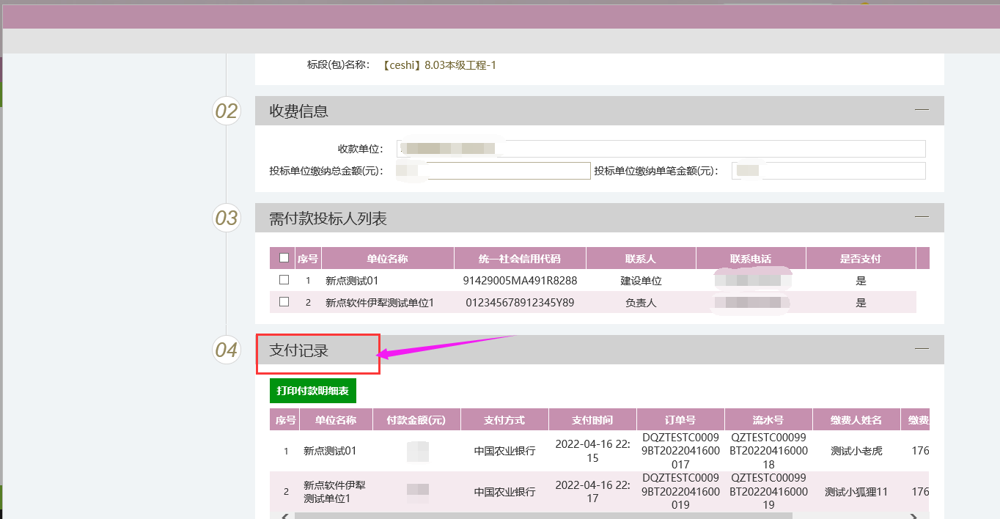 标段(包)名称： 【ceshi】8.03本级工程-1
02 收费信息
收款单位：
投标单位缴纳总金额(元)： 投标单位缴纳单笔金额(元)：
03 需付款投标人列表
序号 单位名称 统一社会信用代码 联系人 联系电话 是否支付
1 新点测试01 91429005MA491R8288 建设单位 是
2 新点软件伊犁测试单位1 012345678912345Y89 负责人 是
04 支付记录
打印付款明细表
序号 单位名称 付款金额(元) 支付方式 支付时间 订单号 流水号 缴费人姓名 缴费
1 新点测试01 中国农业银行 2022-04-16 22:15 DQZTESTC00099BT2022041600017 QZTESTC00099BT2022041600018 测试小老虎 176
2 新点软件伊犁测试单位1 中国农业银行 2022-04-16 22:17 DQZTESTC00099BT2022041600019 QZTESTC00099BT2022041600019 测试小狐狸11 176